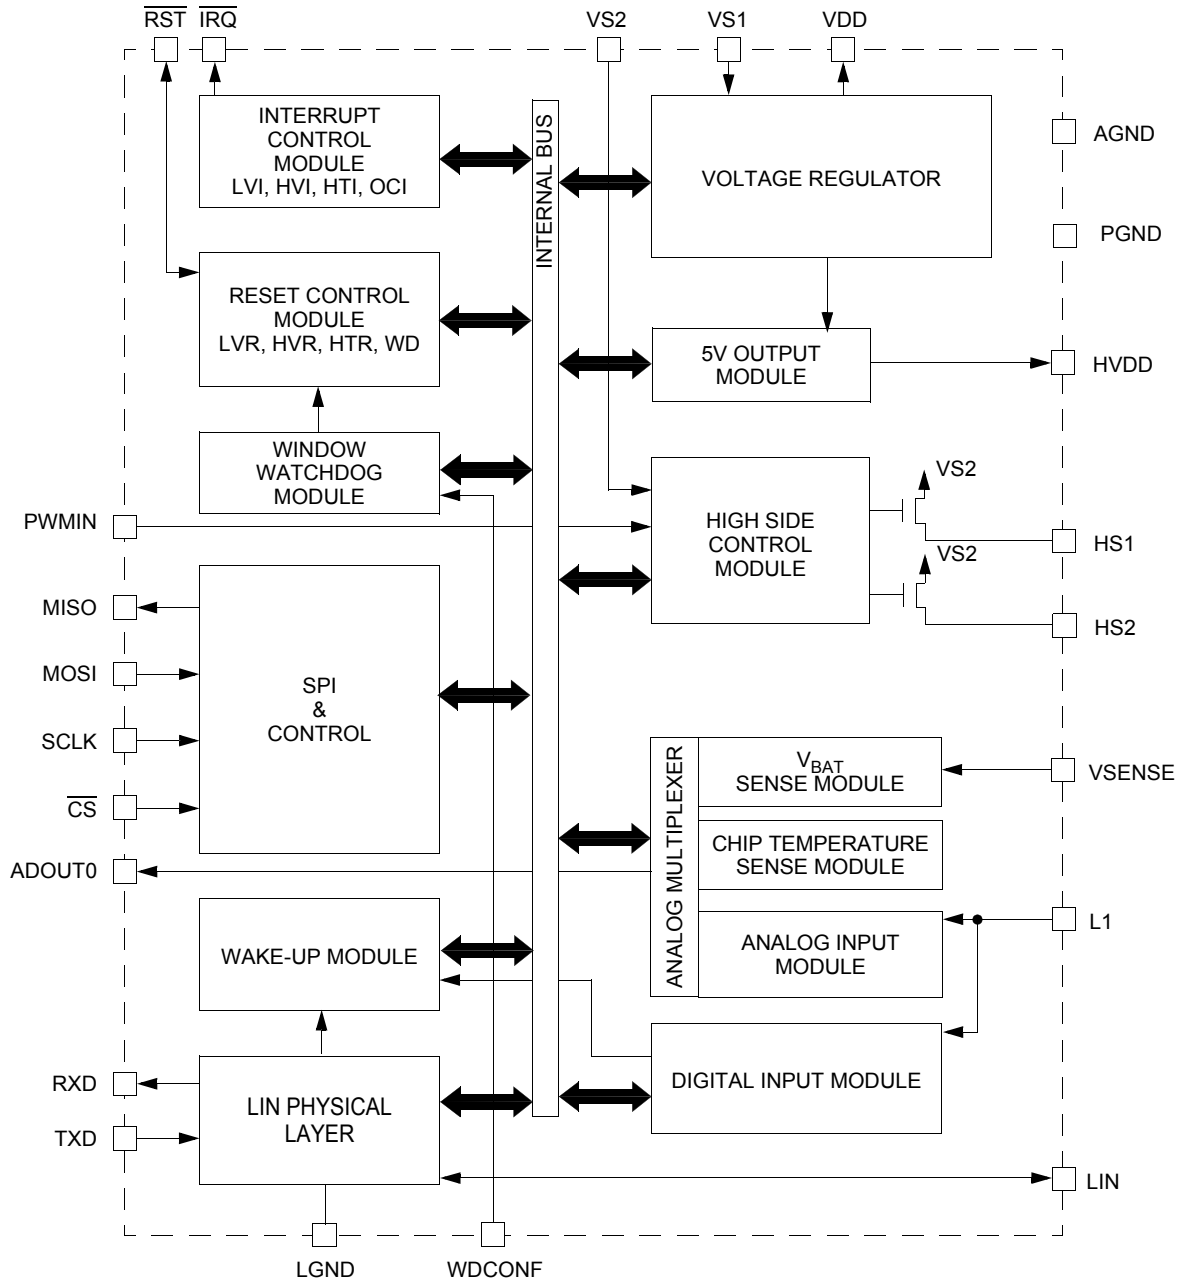 RST IRQ VS2 VS1 VDD
INTERRUPT
CONTROL
MODULE
LVI, HVI, HTI, OCI
INTERNAL BUS
VOLTAGE REGULATOR
AGND
PGND
RESET CONTROL
MODULE
LVR, HVR, HTR, WD
5V OUTPUT
MODULE
HVDD
WINDOW
WATCHDOG
MODULE
PWMIN
HIGH SIDE
CONTROL
MODULE
VS2
HS1
VS2
HS2
MISO
MOSI
SCLK
CS
SPI
&
CONTROL
ADOUT0
ANALOG MULTIPLEXER
VBAT
SENSE MODULE
VSENSE
CHIP TEMPERATURE
SENSE MODULE
ANALOG INPUT
MODULE
L1
WAKE-UP MODULE
DIGITAL INPUT MODULE
RXD
TXD
LIN PHYSICAL
LAYER
LIN
LGND WDCONF